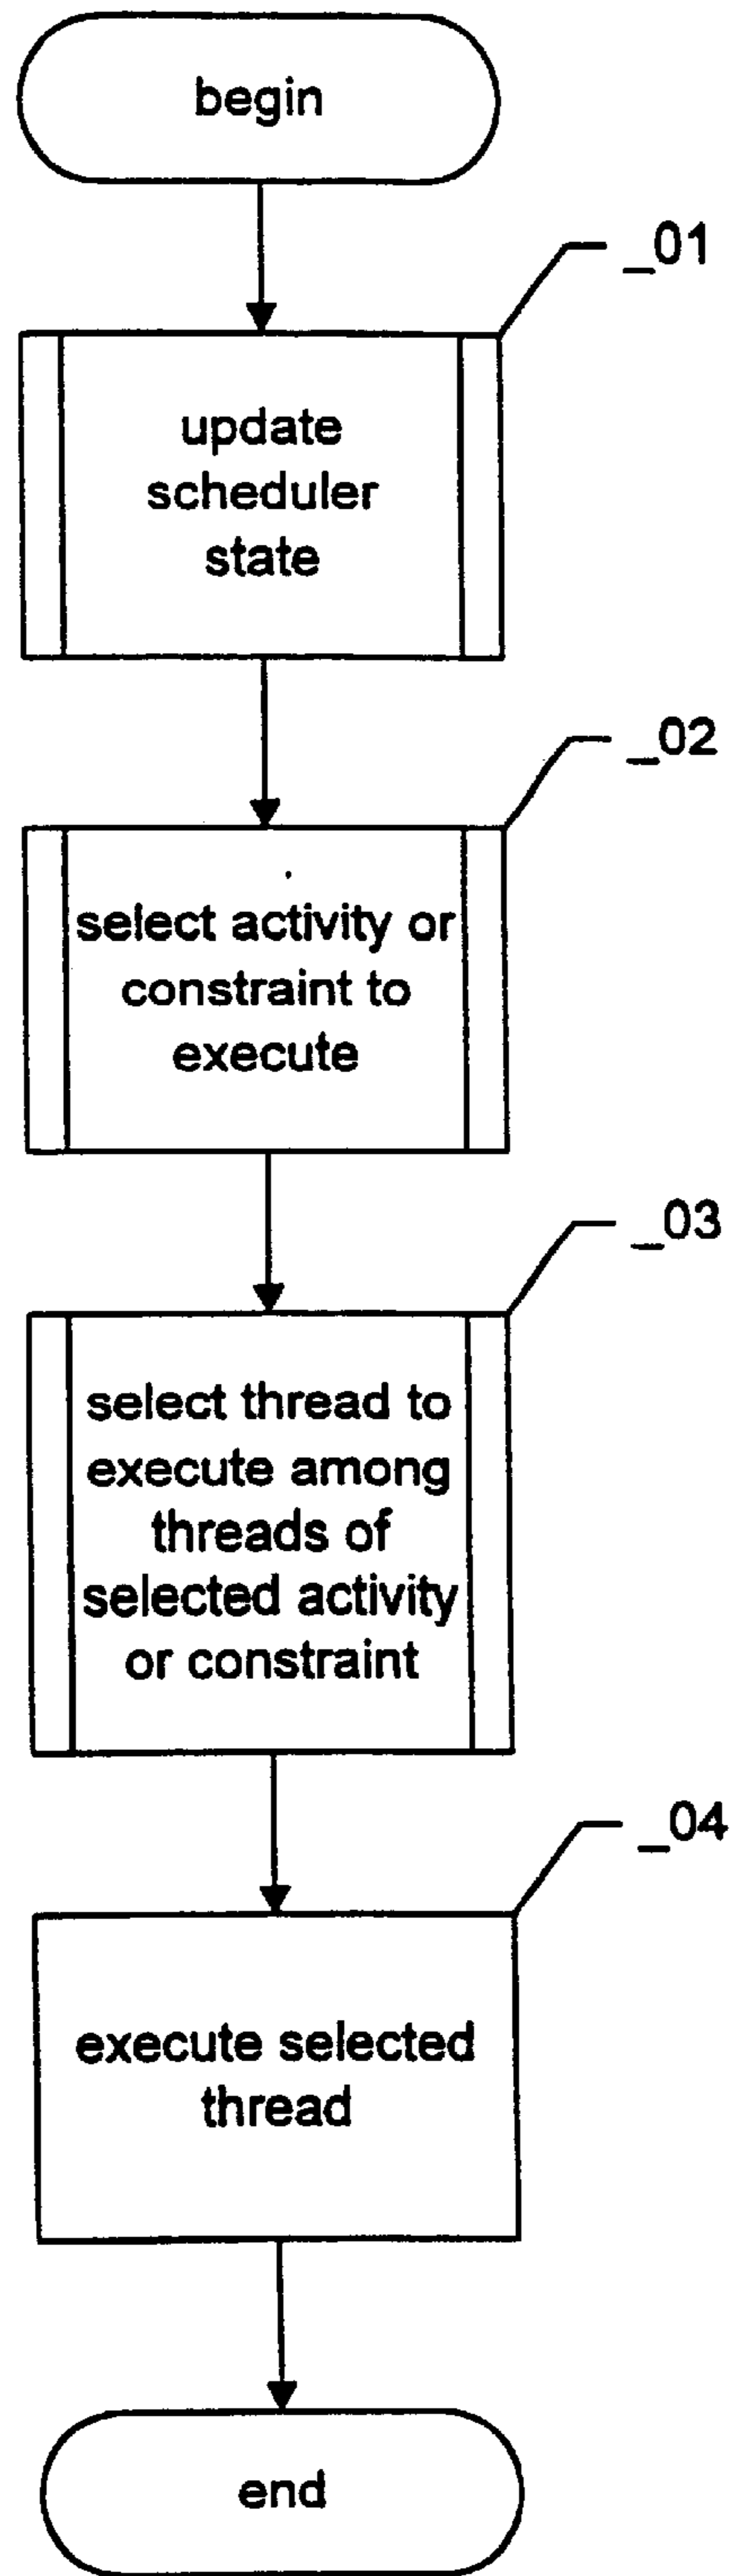 begin
_01
update
scheduler
state
_02
select activity or
constraint to
execute
_03
select thread to
execute among
threads of
selected activity
or constraint
_04
execute selected
thread
end